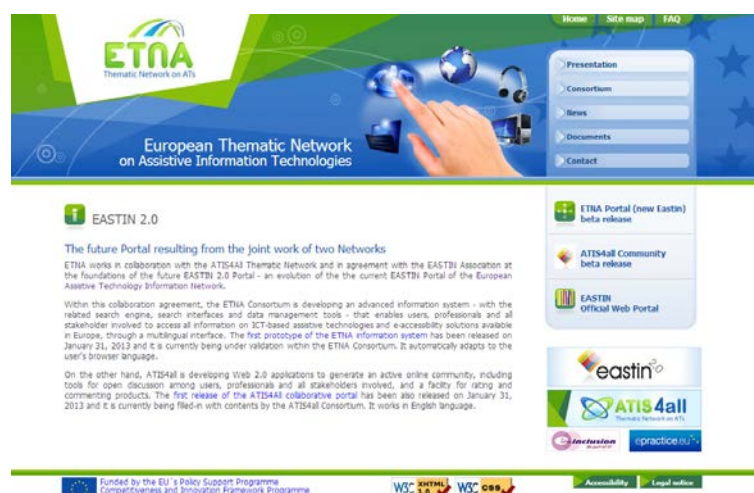 Home Site map FAQ
ETNA
Thematic Network on ATs
European Thematic Network
on Assistive Information Technologies
Presentation
Consortium
News
Documents
Contact
EASTIN 2.0
The future Portal resulting from the joint work of two Networks
ETNA works in collaboration with the ATIS4All Thematic Network and in agreement with the EASTIN Association at
the foundations of the future EASTIN 2.0 Portal - an evolution of the the current EASTIN Portal of the European
Assistive Technology Information Network.
Within this collaboration agreement, the ETNA Consortium is developing an advanced information system - with the
related search engine, search interfaces and data management tools - that enables users, professionals and all
stakeholder involved to access all information on ICT-based assistive technologies and e-accessibility solutions available
in Europe, through a multilingual interface. The first prototype of the ETNA information system has been released on
January 31, 2013 and it is currently being under validation within the ETNA Consortium. It automatically adapts to the
user's browser language.
On the other hand, ATIS4all is developing Web 2.0 applications to generate an active online community, including
tools for open discussion among users, professionals and all stakeholders involved, and a facility for rating and
commenting products. The first release of the ATIS4All collaborative portal has been also released on January 31,
2013 and it is currently being filled-in with contents by the ATIS4all Consortium. It works in English language.
ETNA Portal (new Eastin)
beta release
ATIS4all Community
beta release
EASTIN
Official Web Portal
eastin 2.0
ATIS4all
Thematic Network on ATs
e-inclusion
epractice.eu
Funded by the EU´s Policy Support Programme
Competitiveness and Innovation Framework Programme
W3C XHTML 1.0
W3C css
Accessibility Legal notice